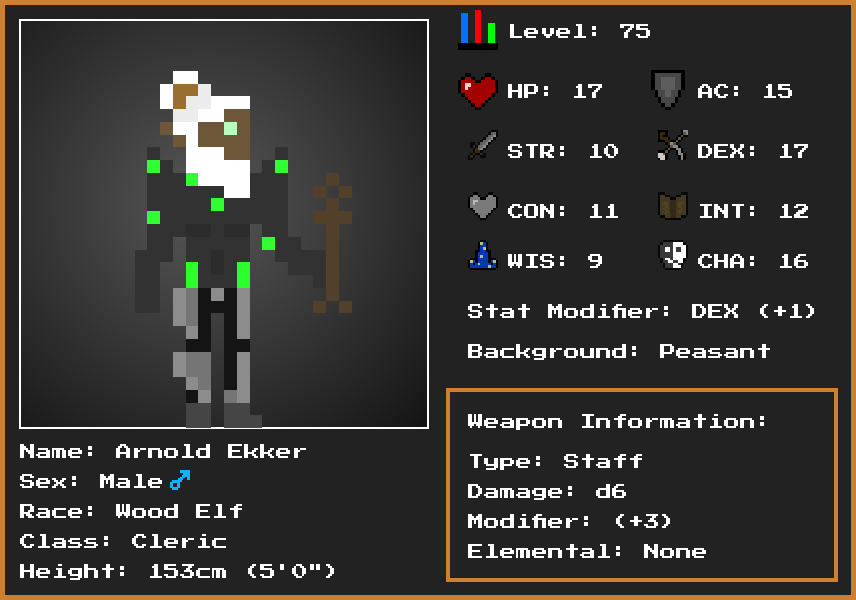 Level: 75
HP: 17
AC: 15
STR: 10
DEX: 17
CON: 11
INT: 12
WIS: 9
CHA: 16
Stat Modifier: DEX (+1)
Background: Peasant
Weapon Information:
Type: Staff
Damage: d6
Modifier: (+3)
Elemental: None
Name: Arnold Ekker
Sex: Male♂
Race: Wood Elf
Class: Cleric
Height: 153cm (5'0")